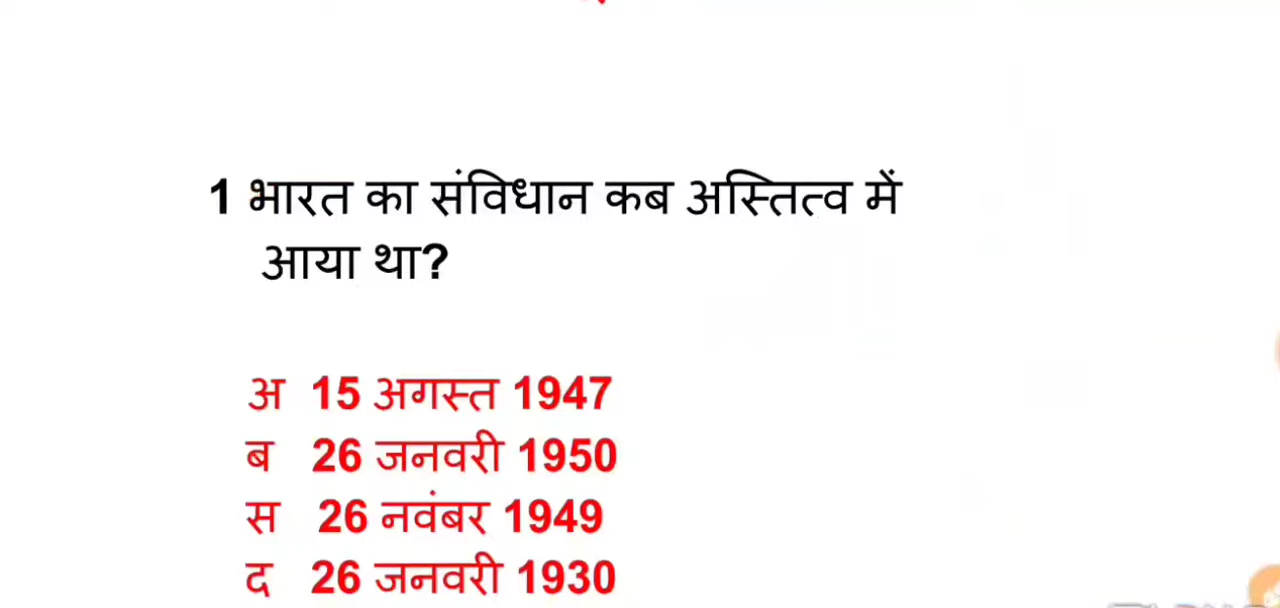 1 भारत का संविधान कब अस्तित्व में
आया था?
अ 15 अगस्त 1947
ब 26 जनवरी 1950
स 26 नवंबर 1949
द 26 जनवरी 1930